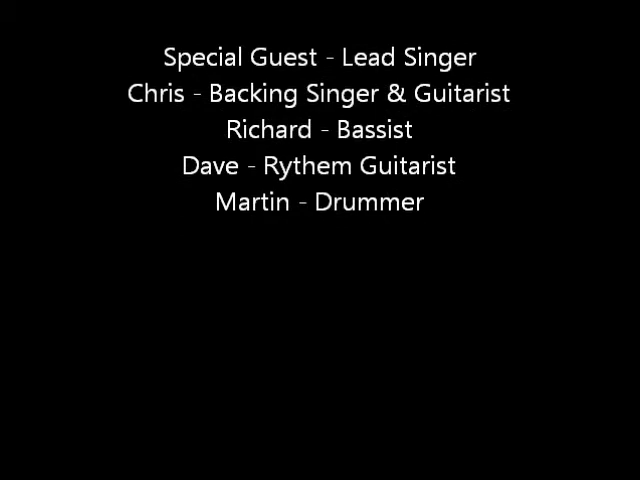 Special Guest - Lead Singer
Chris - Backing Singer & Guitarist
Richard - Bassist
Dave - Rythem Guitarist
Martin - Drummer